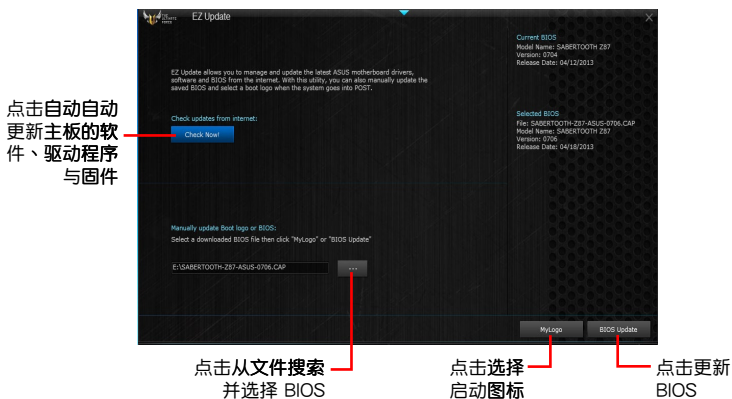 THE ULTIMATE FORCE
EZ Update
X
Current BIOS
Model Name: SABERTOOTH Z87
Version: 0704
Release Date: 04/12/2013
EZ Update allows you to manage and update the latest ASUS motherboard drivers,
software and BIOS from the internet. With this utility, you can also manually update the
saved BIOS and select a boot logo when the system goes into POST.
点击自动自动
更新主板的软
件、驱动程序
与固件
Check updates from internet:
Check Now!
Selected BIOS
File: SABERTOOTH-Z87-ASUS-0706.CAP
Model Name: SABERTOOTH Z87
Version: 0706
Release Date: 04/18/2013
Manually update Boot logo or BIOS:
Select a downloaded BIOS file then click "MyLogo" or "BIOS Update"
E:\SABERTOOTH-Z87-ASUS-0706.CAP
...
MyLogo
BIOS Update
点击从文件搜索
并选择 BIOS
点击选择
启动图标
点击更新
BIOS